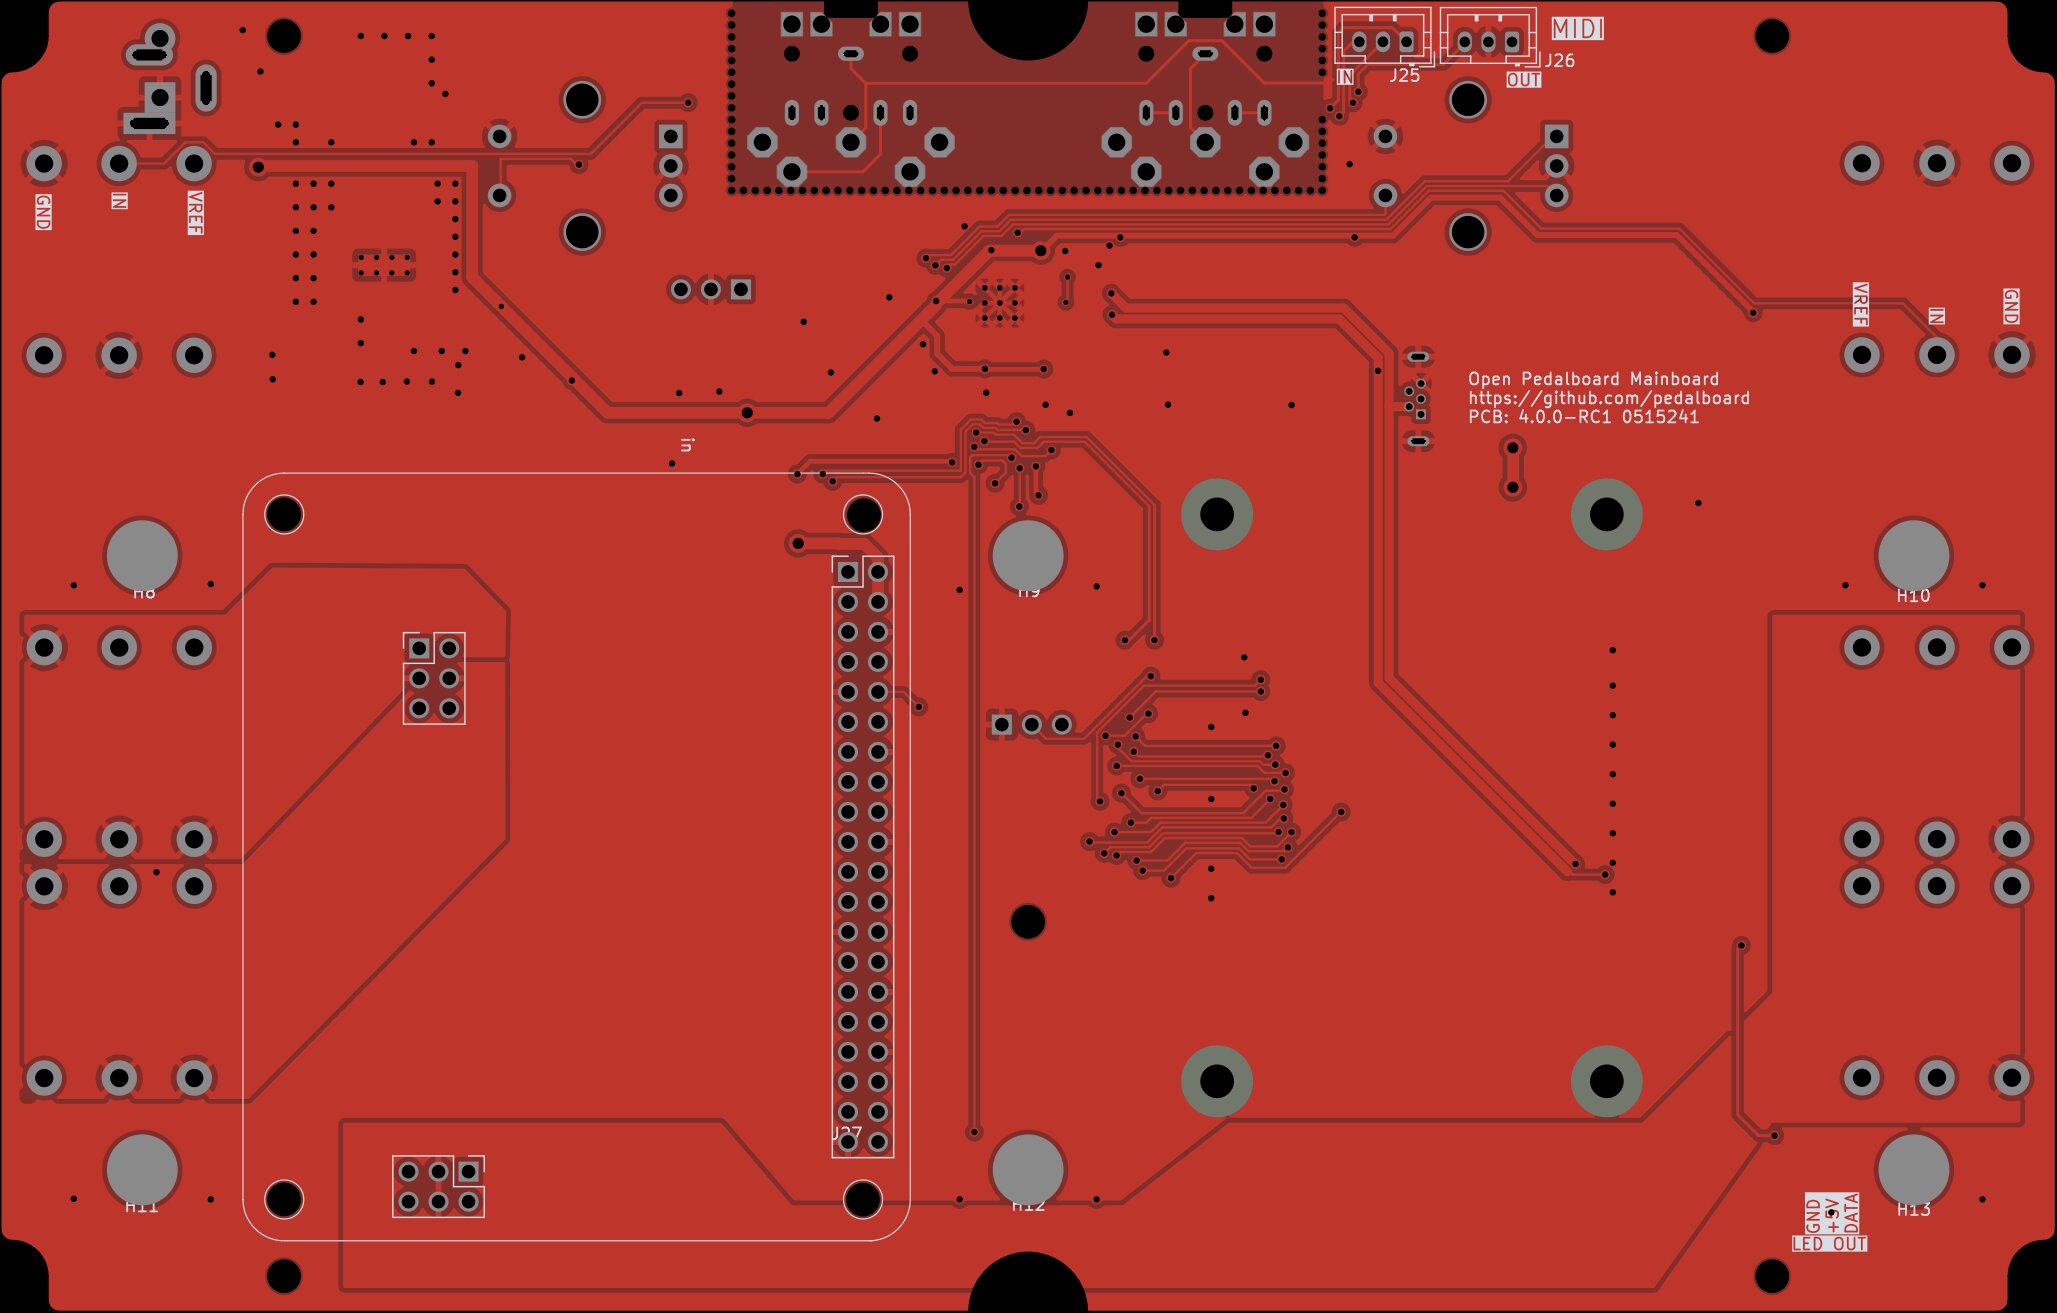 MIDI
J26
J25
IN
OUT
GND
IN
VREF
VREF
IN
GND
Open Pedalboard Mainboard
https://github.com/pedalboard
PCB: 4.0.0-RC1 0515241
in
H8
H9
H10
J27
H11
H12
H13
GND
+5V
DATA
LED OUT